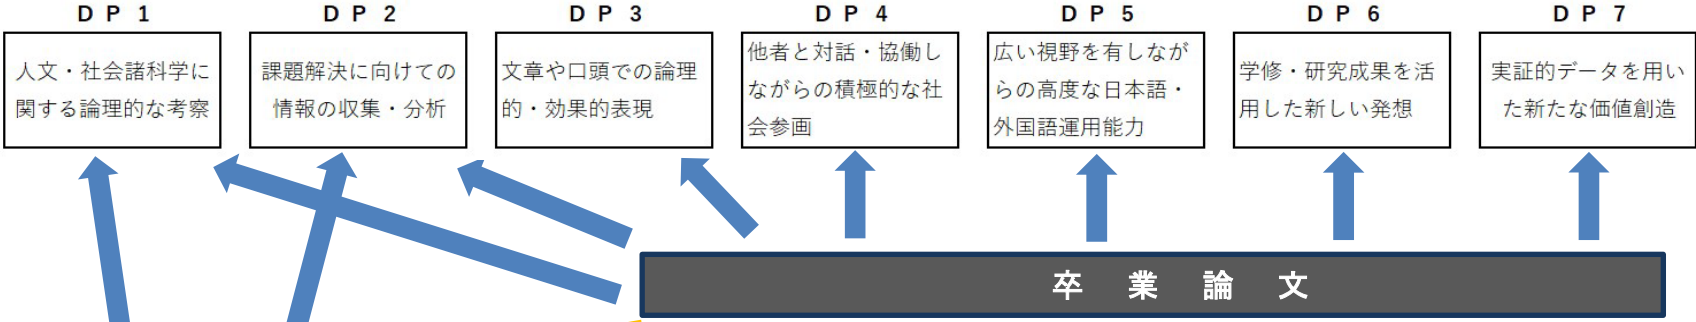 DP1 DP2 DP3 DP4 DP5 DP6 DP7
人文・社会諸科学に
関する論理的な考察
課題解決に向けての
情報の収集・分析
文章や口頭での論理
的・効果的表現
他者と対話・協働し
ながらの積極的な社
会参画
広い視野を有しなが
らの高度な日本語・
外国語運用能力
学修・研究成果を活
用した新しい発想
実証的データを用い
た新たな価値創造
卒業論文